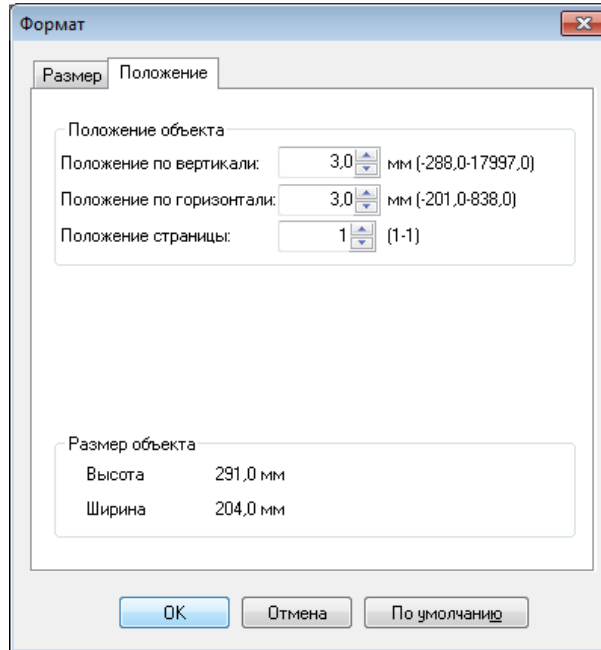 Формат
Размер Положение
Положение объекта
Положение по вертикали: 3,0 мм (-288,0-17997,0)
Положение по горизонтали: 3,0 мм (-201,0-838,0)
Положение страницы: 1 (1-1)
Размер объекта
Высота 291,0 мм
Ширина 204,0 мм
OK Отмена По умолчанию